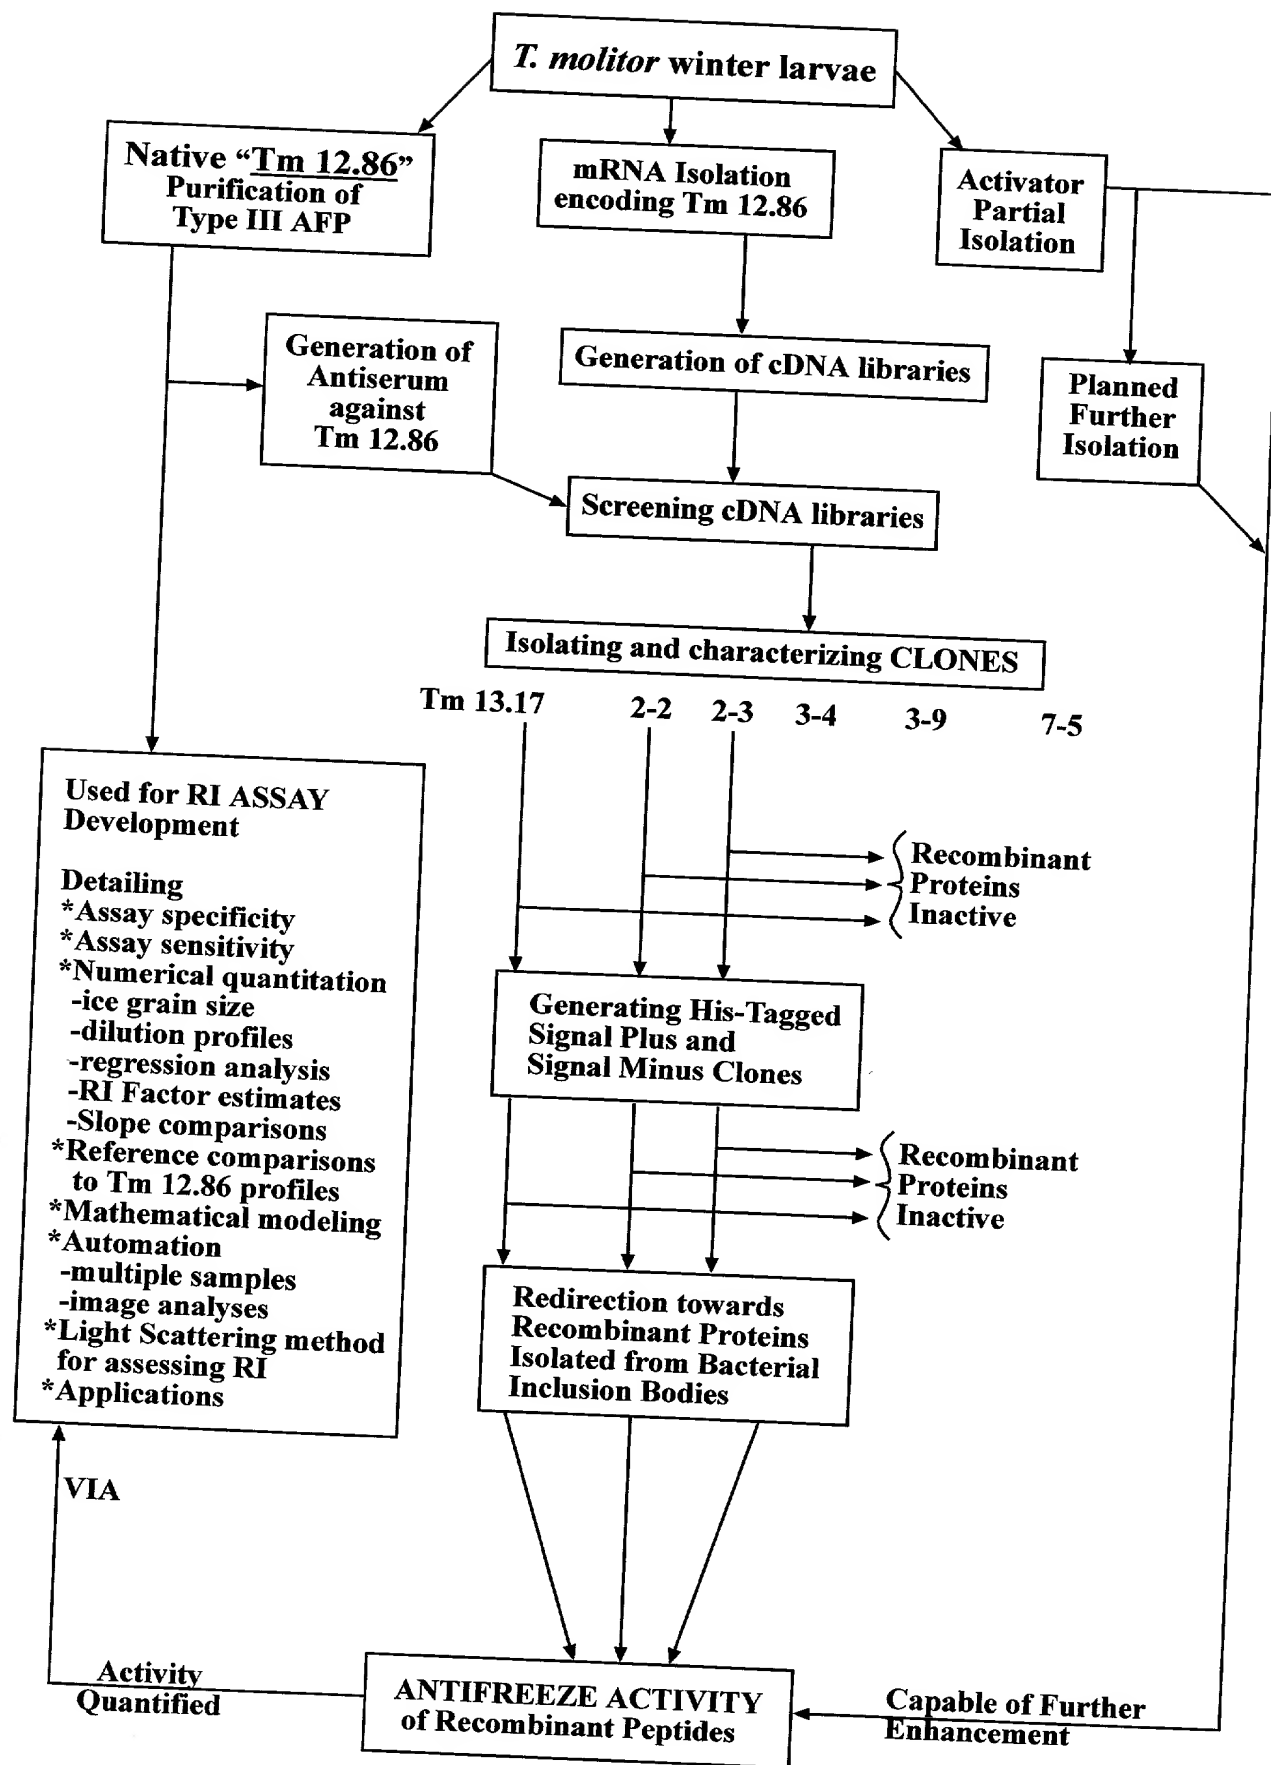 T. molitor winter larvae
Native “Tm 12.86”
Purification of
Type III AFP
mRNA Isolation
encoding Tm 12.86
Activator
Partial
Isolation
Generation of
Antiserum
against
Tm 12.86
Generation of cDNA libraries
Planned
Further
Isolation
Screening cDNA libraries
Isolating and characterizing CLONES
Tm 13.17 2-2 2-3 3-4 3-9 7-5
Used for RI ASSAY
Development
Detailing
*Assay specificity
*Assay sensitivity
*Numerical quantitation
-ice grain size
-dilution profiles
-regression analysis
-RI Factor estimates
-Slope comparisons
*Reference comparisons
to Tm 12.86 profiles
*Mathematical modeling
*Automation
-multiple samples
-image analyses
*Light Scattering method
for assessing RI
*Applications
Recombinant
Proteins
Inactive
Generating His-Tagged
Signal Plus and
Signal Minus Clones
Recombinant
Proteins
Inactive
Redirection towards
Recombinant Proteins
Isolated from Bacterial
Inclusion Bodies
VIA
Activity
Quantified
ANTIFREEZE ACTIVITY
of Recombinant Peptides
Capable of Further
Enhancement